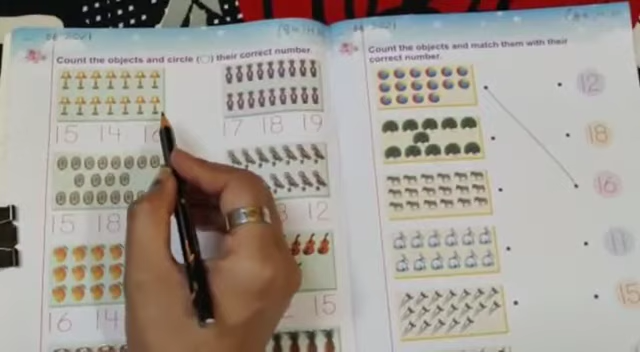 Count the objects and circle (○) their correct number.
15 14 16
17 18 19
15 18
12
16 14
15
Count the objects and match them with their
correct number.
12
18
16
11
15